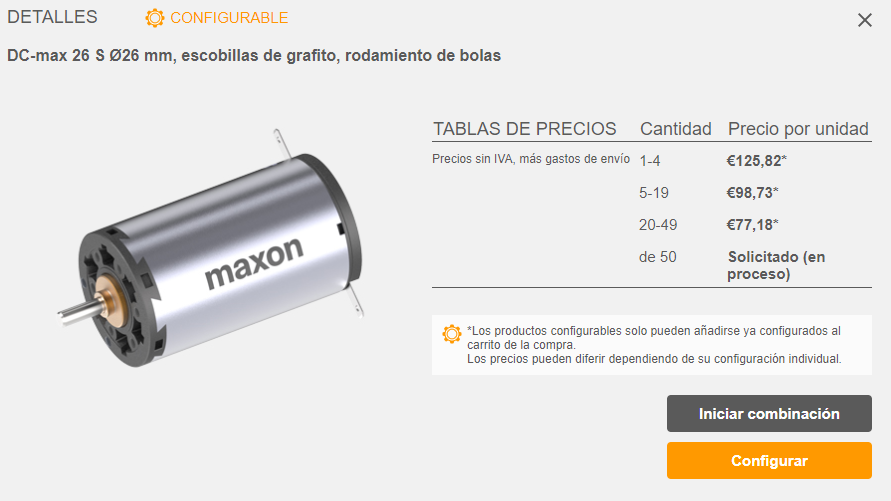 DETALLES
CONFIGURABLE
DC-max 26 S Ø26 mm, escobillas de grafito, rodamiento de bolas
maxon
TABLAS DE PRECIOS Cantidad Precio por unidad
Precios sin IVA, más gastos de envío 1-4 €125,82*
5-19 €98,73*
20-49 €77,18*
de 50 Solicitado (en
proceso)
*Los productos configurables solo pueden añadirse ya configurados al
carrito de la compra.
Los precios pueden diferir dependiendo de su configuración individual.
Iniciar combinación
Configurar